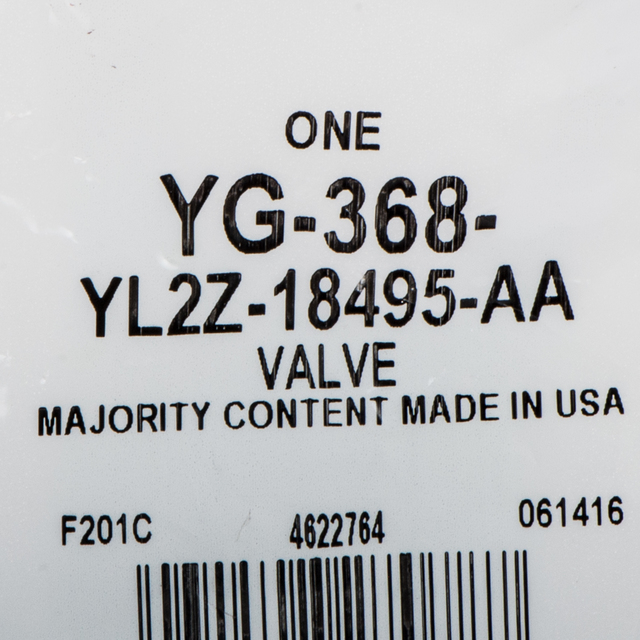 ONE
YG-368-
YL2Z-18495-AA
VALVE
MAJORITY CONTENT MADE IN USA
F201C 4622764 061416